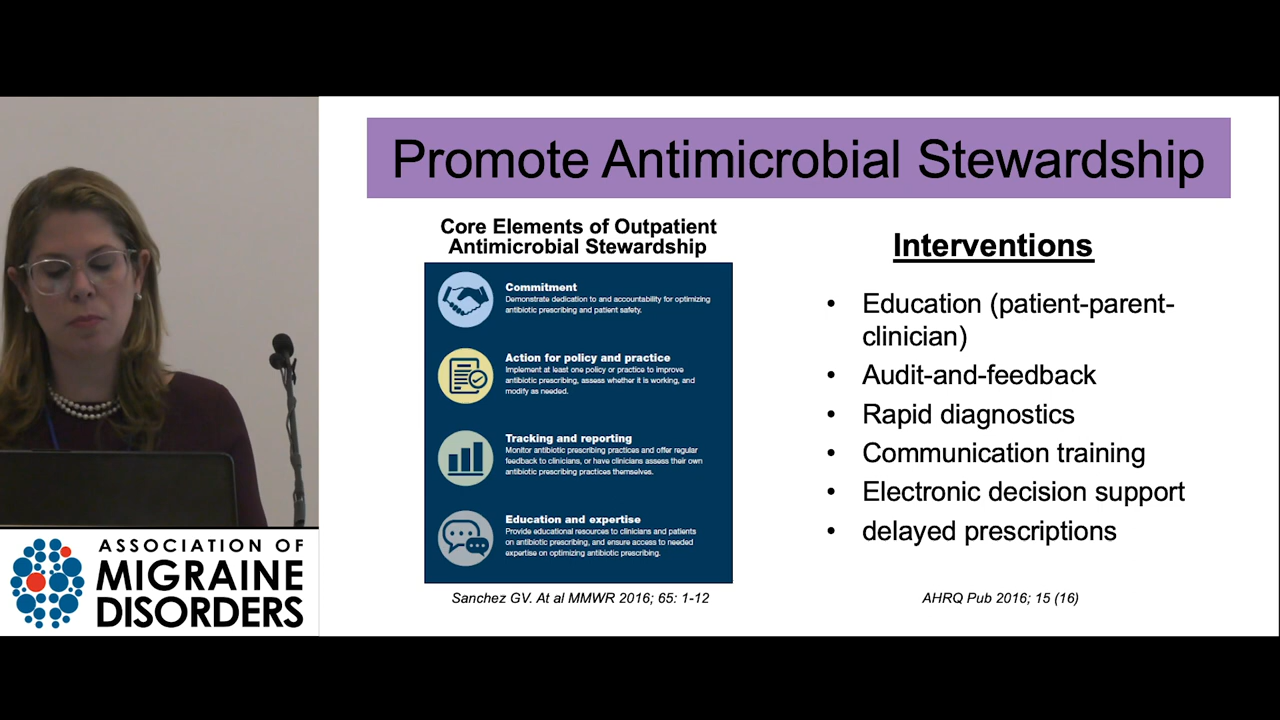 Promote Antimicrobial Stewardship
Core Elements of Outpatient
Antimicrobial Stewardship
Commitment
Demonstrate dedication to and accountability for optimizing
antibiotic prescribing and patient safety.
Action for policy and practice
Implement at least one policy or practice to improve
antibiotic prescribing, assess whether it is working, and
modify as needed.
Tracking and reporting
Monitor antibiotic prescribing practices and offer regular
feedback to clinicians, or have clinicians assess their own
antibiotic prescribing practices themselves.
Education and expertise
Provide educational resources to clinicians and patients
on antibiotic prescribing, and ensure access to needed
expertise on optimizing antibiotic prescribing.
Sanchez GV. At al MMWR 2016; 65: 1-12
Interventions
• Education (patient-parent-
clinician)
• Audit-and-feedback
• Rapid diagnostics
• Communication training
• Electronic decision support
• delayed prescriptions
AHRQ Pub 2016; 15 (16)
ASSOCIATION OF
MIGRAINE
DISORDERS